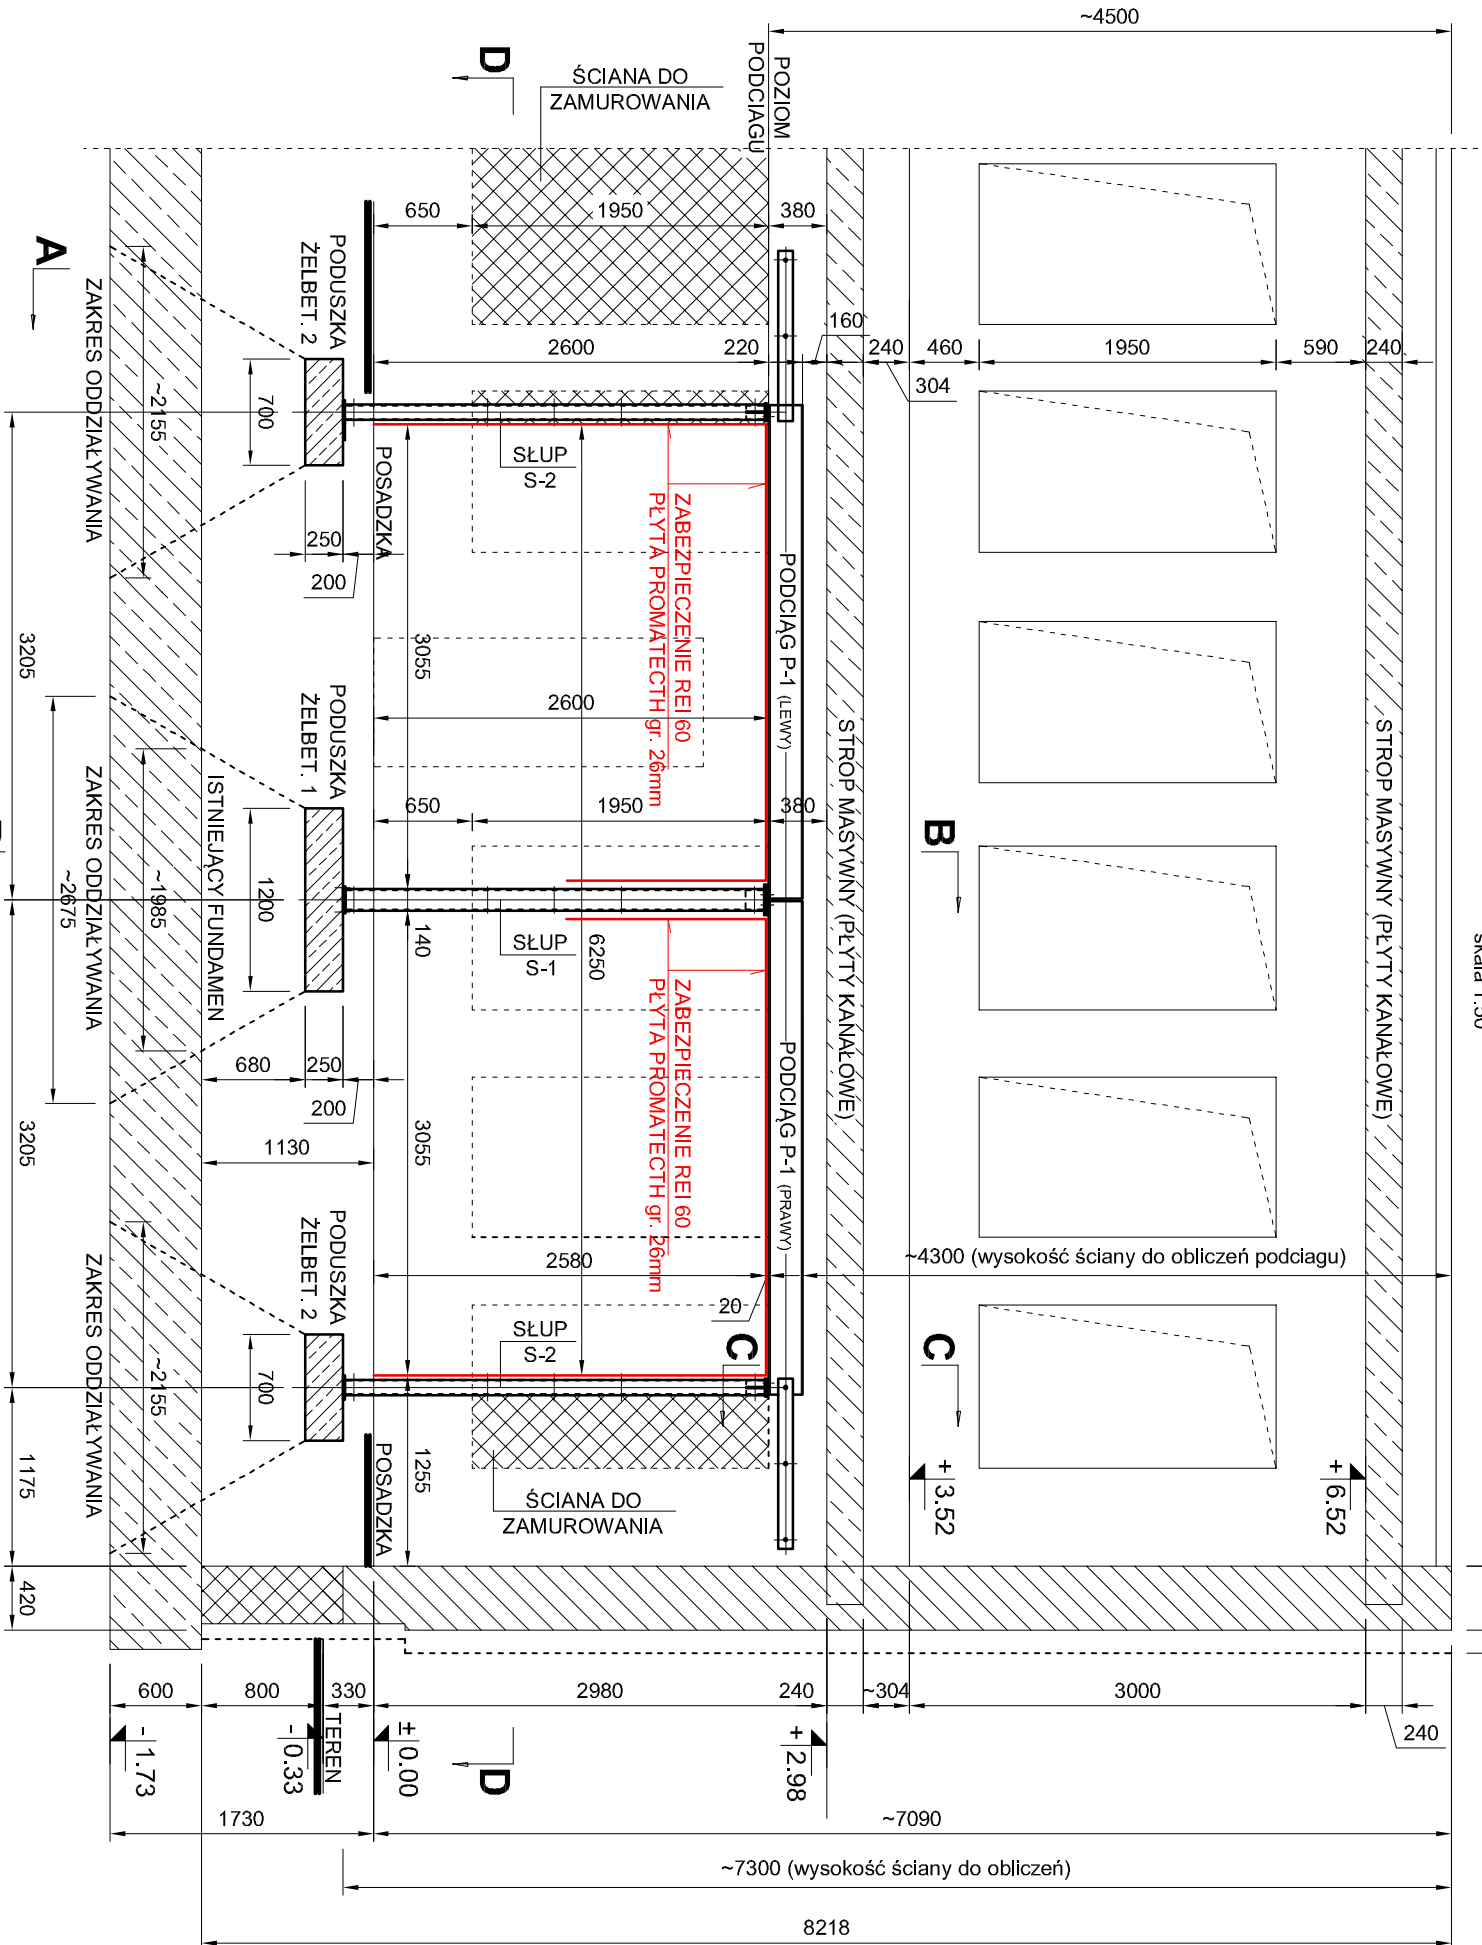 ~4500
D
ŚCIANA DO
ZAMUROWANIA
POZIOM
PODCIAGU
650
1950
380
A
ZAKRES ODDZIAŁYWANIA
~2155
PODUSZKA
ŻELBET. 2
700
250
200
POSADZKA
2600
220
160
240
304
460
1950
590
240
SŁUP
S-2
ZABEZPIECZENIE REI 60
PŁYTA PROMATECTH gr. 26mm
PODCIĄG P-1 (LEWY)
STROP MASYWNY (PŁYTY KANAŁOWE)
STROP MASYWNY (PŁYTY KANAŁOWE)
3205
3055
2600
PODUSZKA
ŻELBET. 1
1200
ISTNIEJĄCY FUNDAMEN
ZAKRES ODDZIAŁYWANIA
~1985
~2675
650
1950
380
B
140
SŁUP
S-1
6250
680
250
200
1130
3205
3055
ZABEZPIECZENIE REI 60
PŁYTA PROMATECTH gr. 26mm
PODCIĄG P-1 (PRAWY)
skala 1:50
2580
20
~4300 (wysokość ściany do obliczeń podciagu)
PODUSZKA
ŻELBET. 2
700
~2155
ZAKRES ODDZIAŁYWANIA
SŁUP
S-2
C
C
1175
1255
POSADZKA
ŚCIANA DO
ZAMUROWANIA
+ 3.52
+ 6.52
420
600
800
330
2980
240
~304
3000
240
- 1.73
- 0.33
TEREN
± 0.00
D
+ 2.98
1730
~7090
~7300 (wysokość ściany do obliczeń)
8218